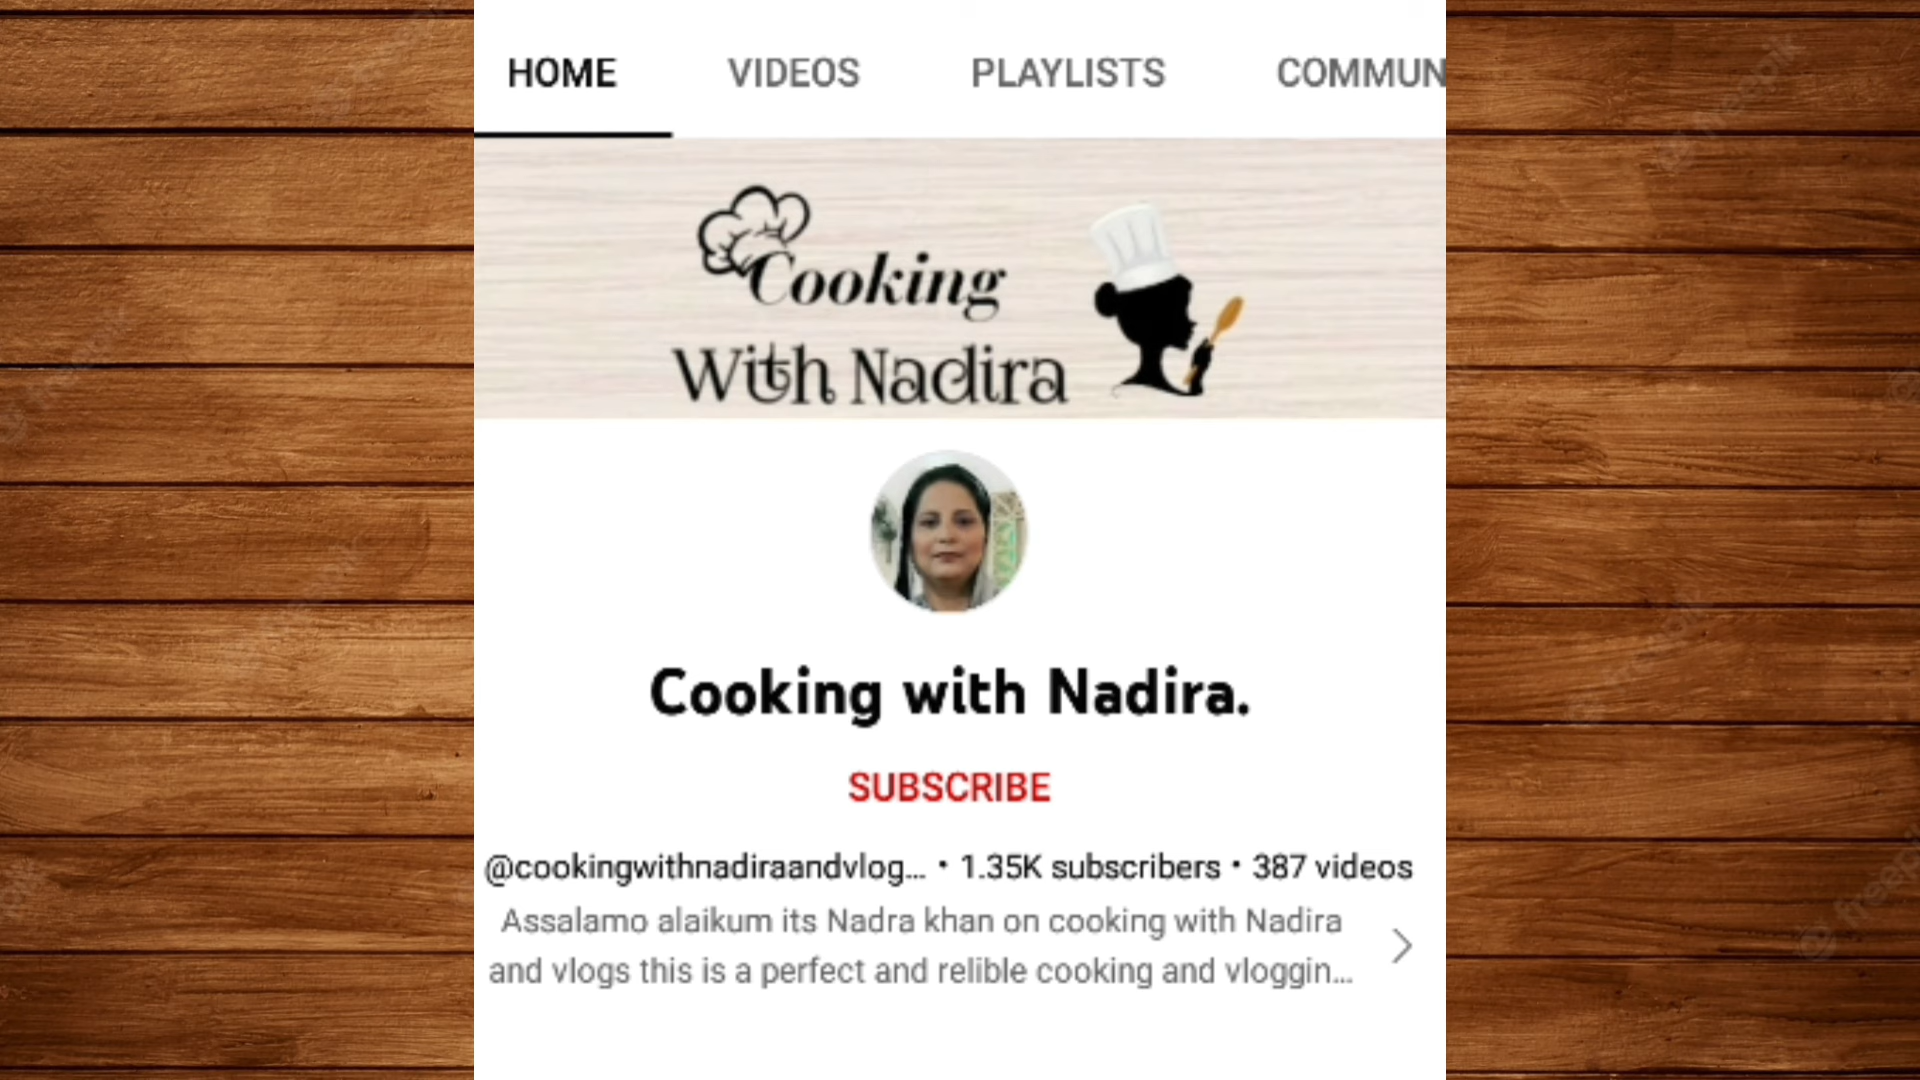 HOME VIDEOS PLAYLISTS COMMUN
Cooking
With Nadira
Cooking with Nadira.
SUBSCRIBE
@cookingwithnadiraandvlog... • 1.35K subscribers • 387 videos
Assalamo alaikum its Nadra khan on cooking with Nadira
and vlogs this is a perfect and relible cooking and vloggin...
freepik